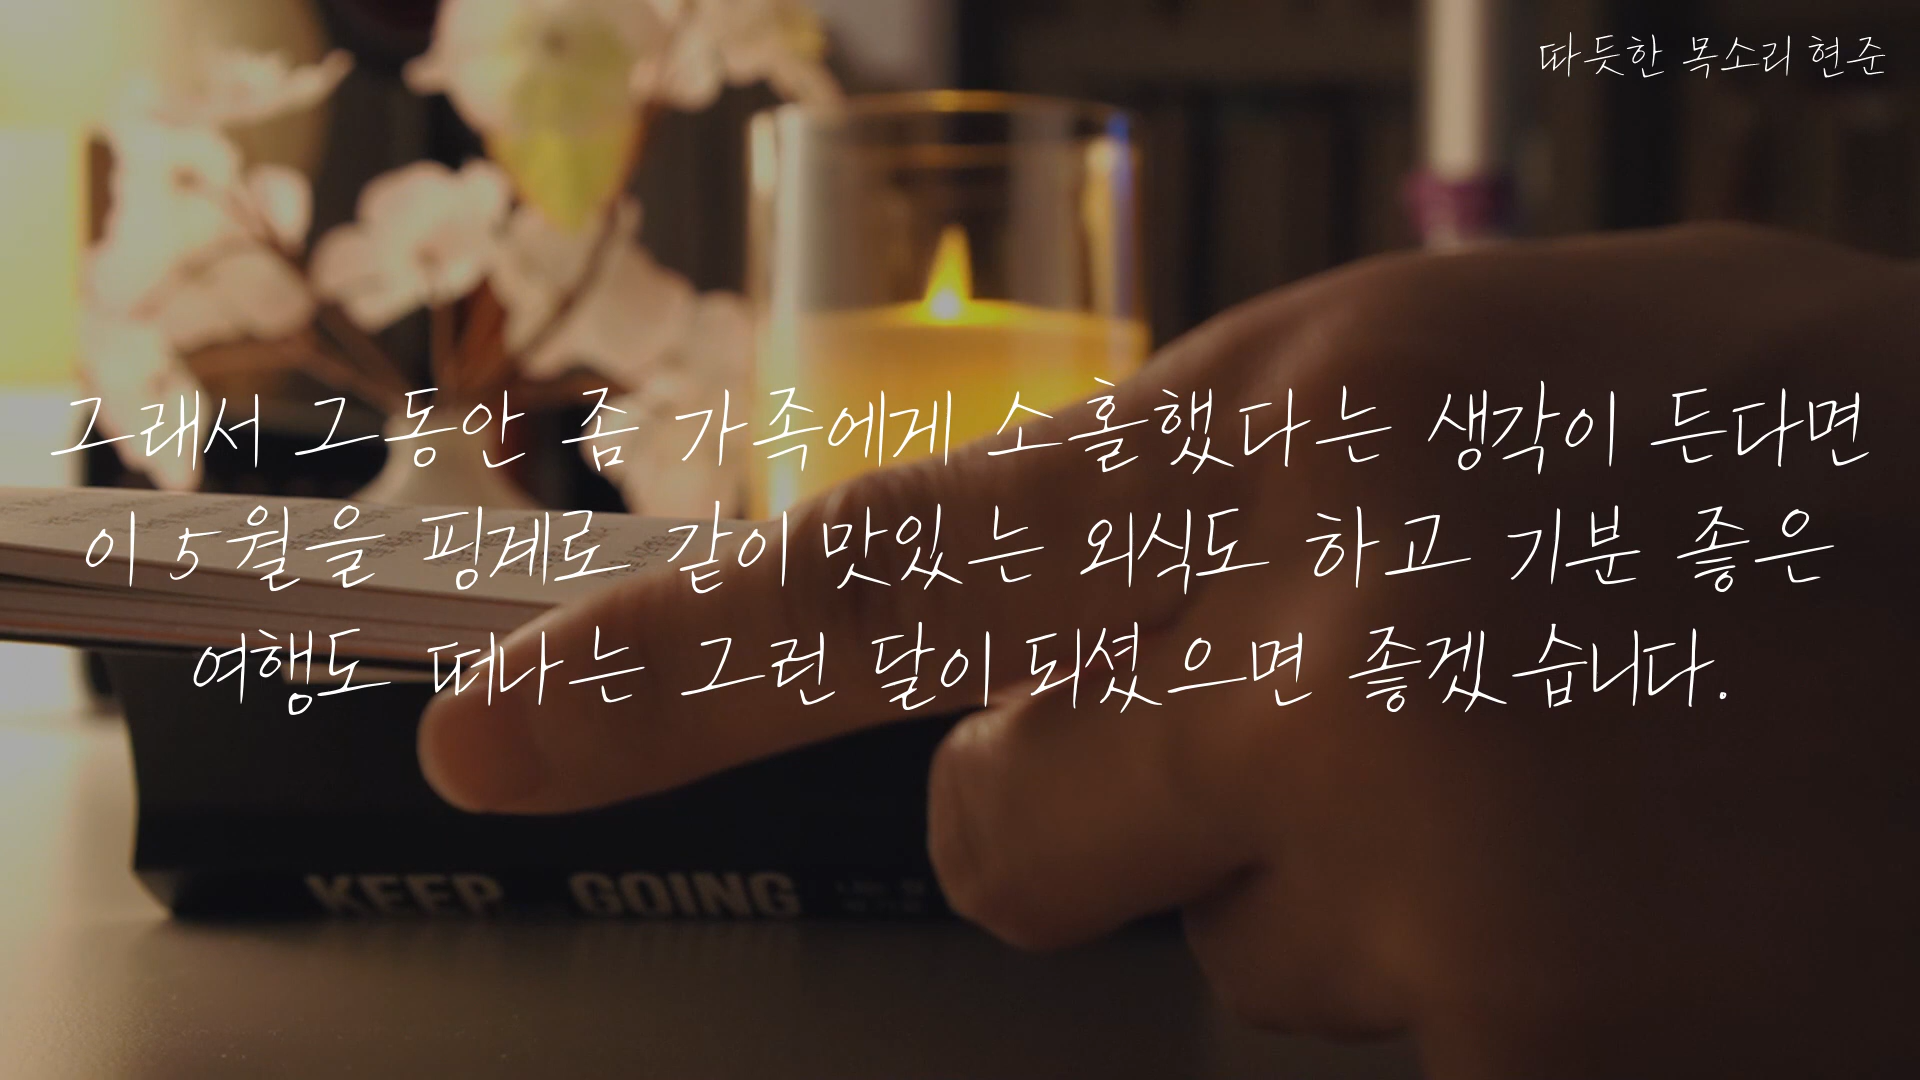 따듯한 목소리 현준
그래서 그동안 좀 가족에게 소홀했다는 생각이 든다면
이 5월을 핑계로 같이 맛있는 외식도 하고 기분 좋은
여행도 떠나는 그런 달이 되셨으면 좋겠습니다.
KEEP GOING